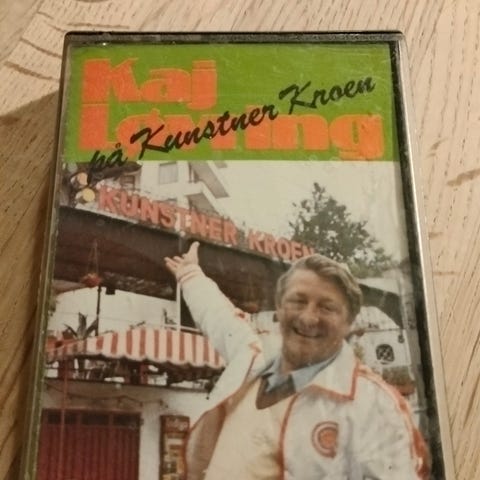 Kaj
Løvring
på Kunstner Kroen
KUNSTNER KROEN